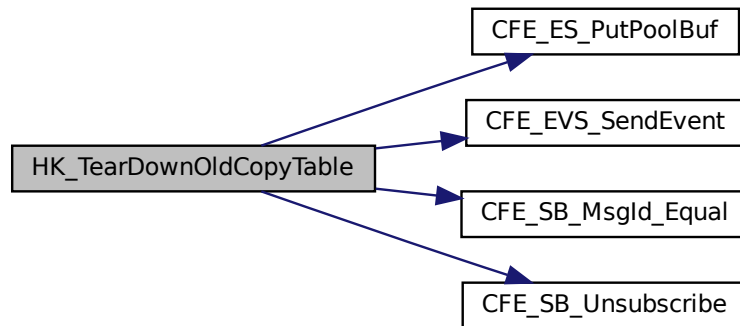 CFE_ES_PutPoolBuf
CFE_EVS_SendEvent
HK_TearDownOldCopyTable
CFE_SB_MsgId_Equal
CFE_SB_Unsubscribe